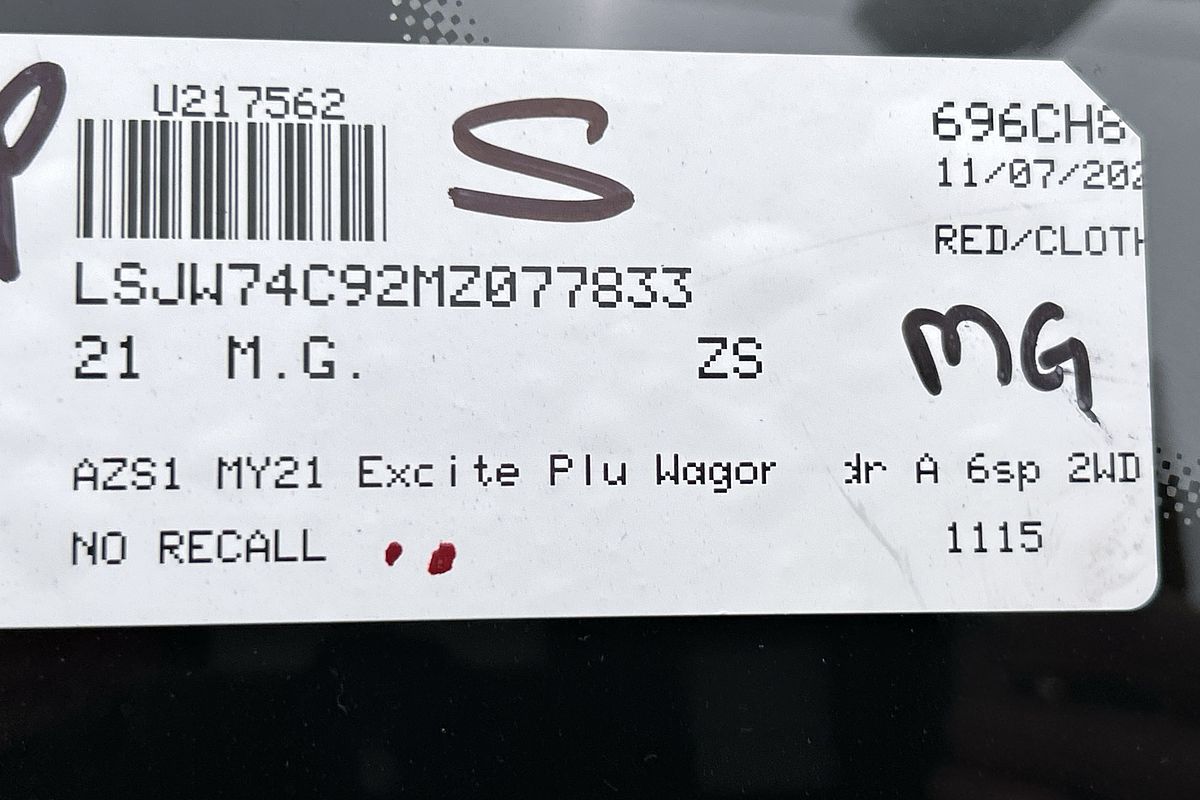 U217562
P S
696CH8
11/07/202
RED/CLOTH
LSJW74C92MZ077833
21 M.G. ZS
MG
AZS1 MY21 Excite Plu Wagor dr A 6sp 2WD
NO RECALL
1115